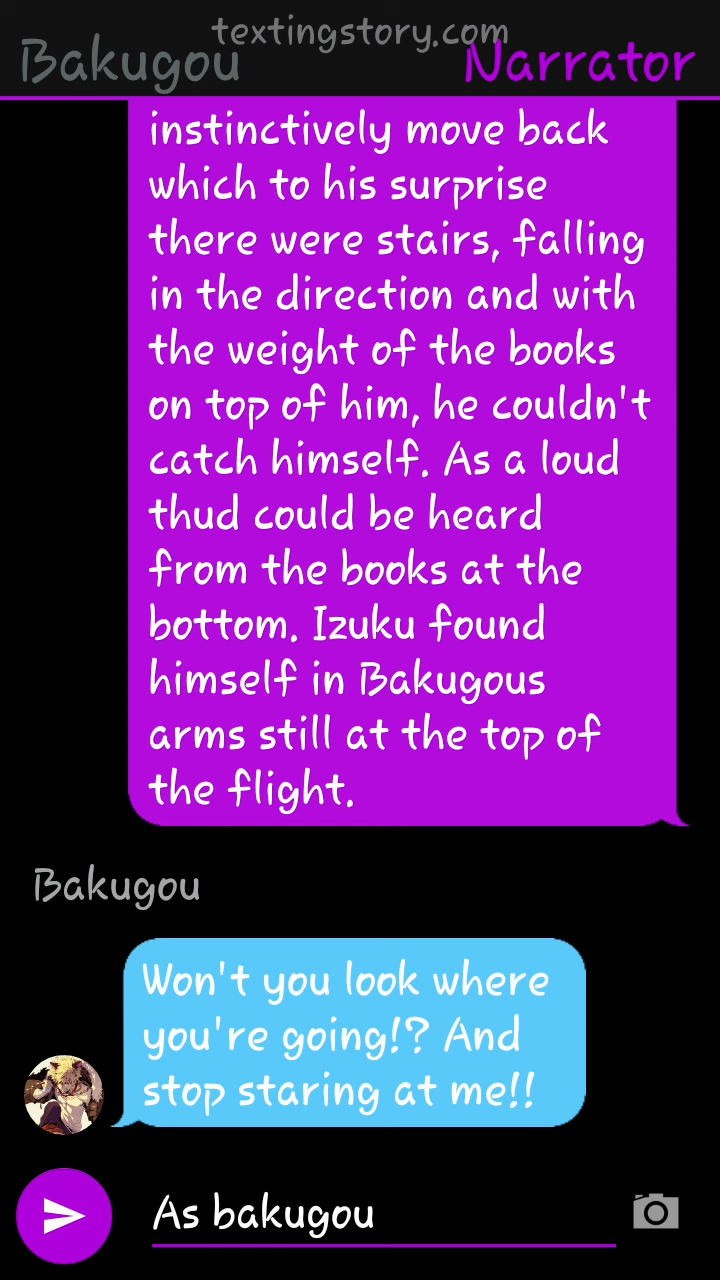 textingstory.com
Bakugou
Narrator
instinctively move back
which to his surprise
there were stairs, falling
in the direction and with
the weight of the books
on top of him, he couldn't
catch himself. As a loud
thud could be heard
from the books at the
bottom. Izuku found
himself in Bakugous
arms still at the top of
the flight.
Bakugou
Won't you look where
you're going!? And
stop staring at me!!
As bakugou